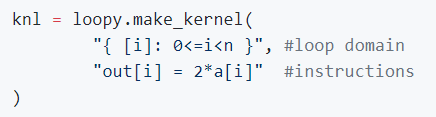 knl = loopy.make_kernel(
"{ [i]: 0<=i<n }", #loop domain
"out[i] = 2*a[i]" #instructions
)